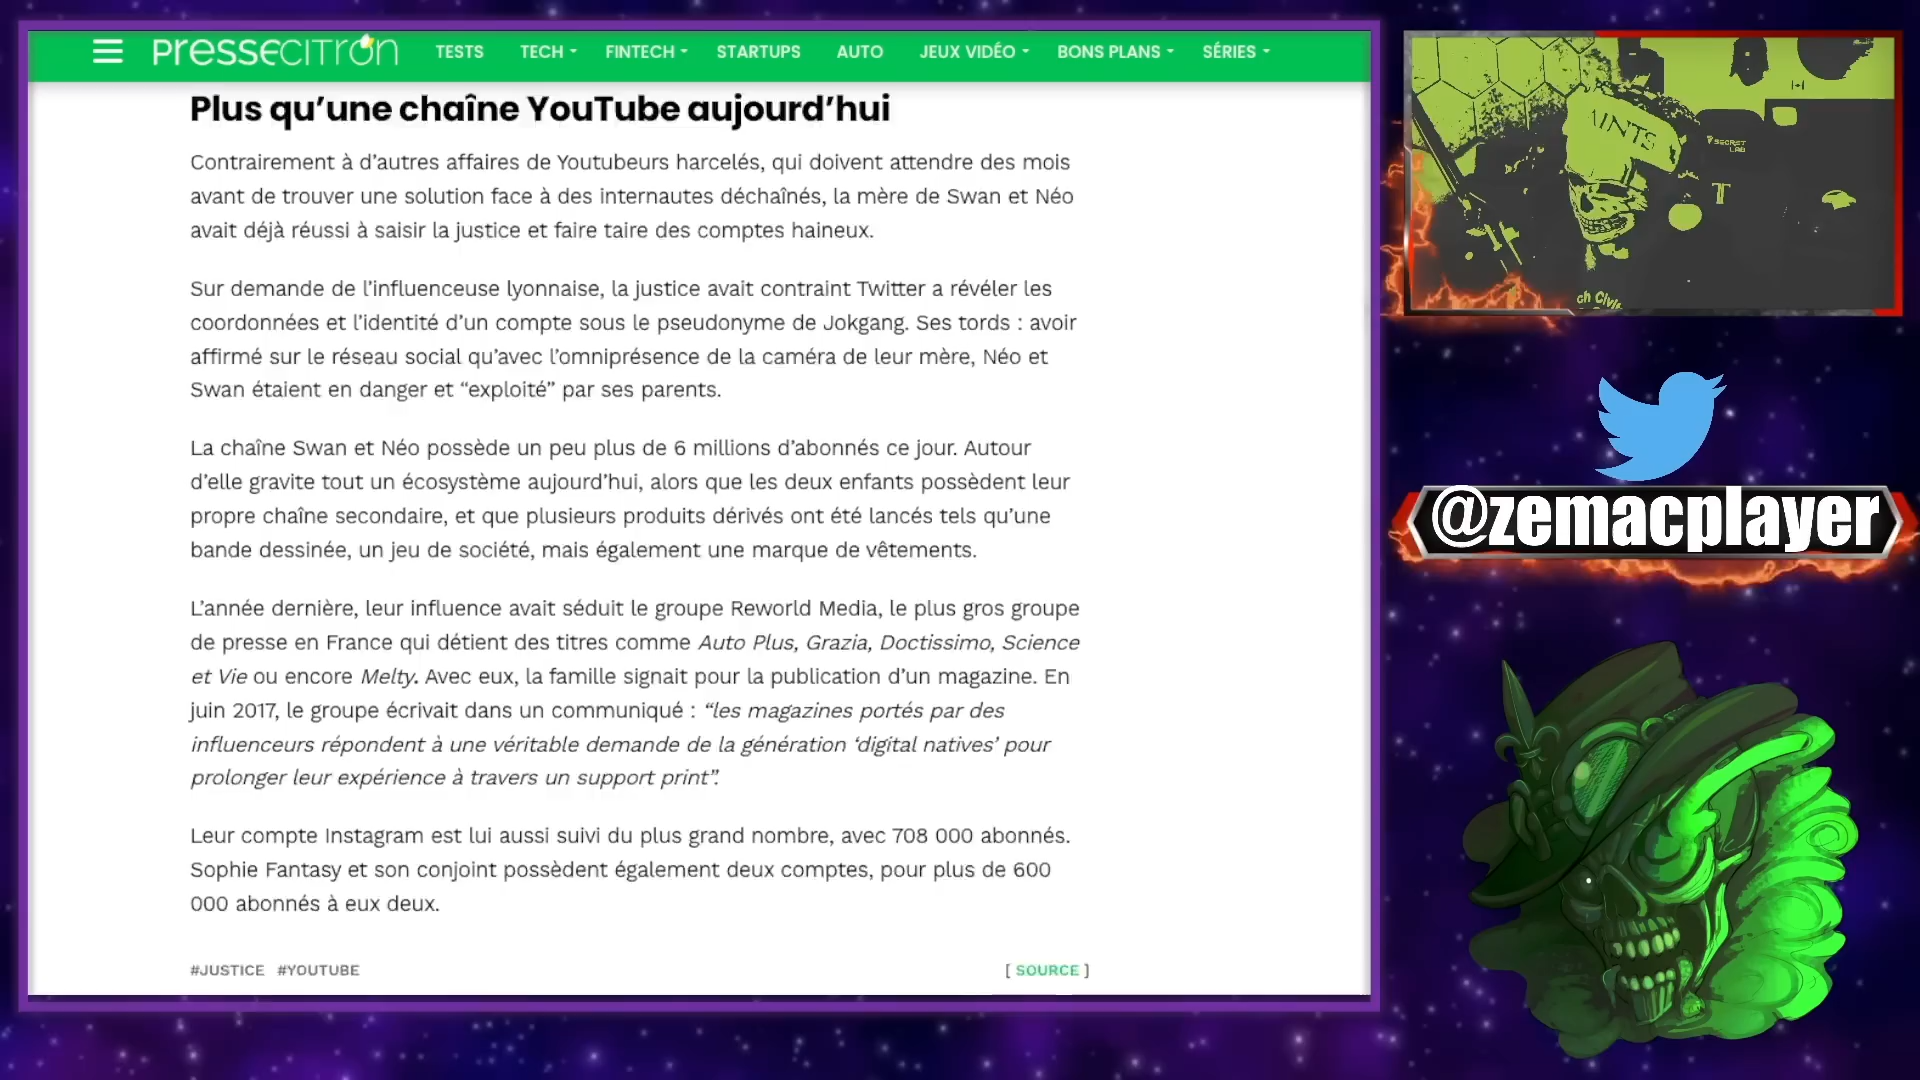 PRESSECITRON TESTS TECH FINTECH STARTUPS AUTO JEUX VIDÉO BONS PLANS SÉRIES
Plus qu’une chaîne YouTube aujourd’hui
Contrairement à d’autres affaires de Youtubeurs harcelés, qui doivent attendre des mois
avant de trouver une solution face à des internautes déchaînés, la mère de Swan et Néo
avait déjà réussi à saisir la justice et faire taire des comptes haineux.
Sur demande de l’influenceuse lyonnaise, la justice avait contraint Twitter a révéler les
coordonnées et l’identité d’un compte sous le pseudonyme de Jokgang. Ses tords : avoir
affirmé sur le réseau social qu’avec l’omniprésence de la caméra de leur mère, Néo et
Swan étaient en danger et “exploité” par ses parents.
La chaîne Swan et Néo possède un peu plus de 6 millions d’abonnés ce jour. Autour
d’elle gravite tout un écosystème aujourd’hui, alors que les deux enfants possèdent leur
propre chaîne secondaire, et que plusieurs produits dérivés ont été lancés tels qu’une
bande dessinée, un jeu de société, mais également une marque de vêtements.
L’année dernière, leur influence avait séduit le groupe Reworld Media, le plus gros groupe
de presse en France qui détient des titres comme Auto Plus, Grazia, Doctissimo, Science
et Vie ou encore Melty. Avec eux, la famille signait pour la publication d’un magazine. En
juin 2017, le groupe écrivait dans un communiqué : “les magazines portés par des
influenceurs répondent à une véritable demande de la génération ‘digital natives’ pour
prolonger leur expérience à travers un support print”.
Leur compte Instagram est lui aussi suivi du plus grand nombre, avec 708 000 abonnés.
Sophie Fantasy et son conjoint possèdent également deux comptes, pour plus de 600
000 abonnés à eux deux.
#JUSTICE #YOUTUBE [ SOURCE ]
AINTS
SECRET
LAB
T
@zemacplayer